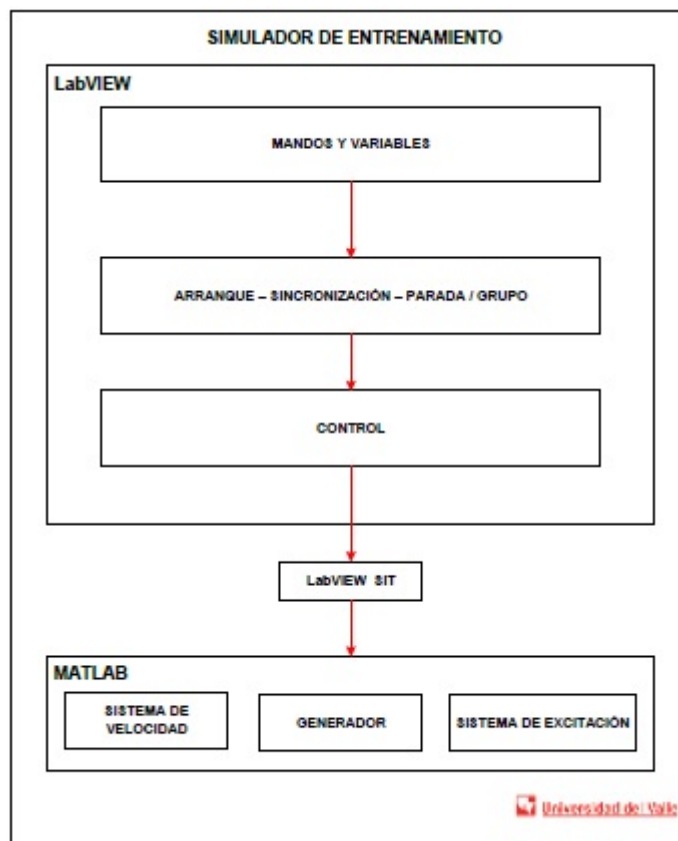 SIMULADOR DE ENTRENAMIENTO
LabVIEW
MANDOS Y VARIABLES
ARRANQUE – SINCRONIZACIÓN – PARADA / GRUPO
CONTROL
LabVIEW SIT
MATLAB
SISTEMA DE
VELOCIDAD
GENERADOR
SISTEMA DE EXCITACIÓN
Universidad del Valle